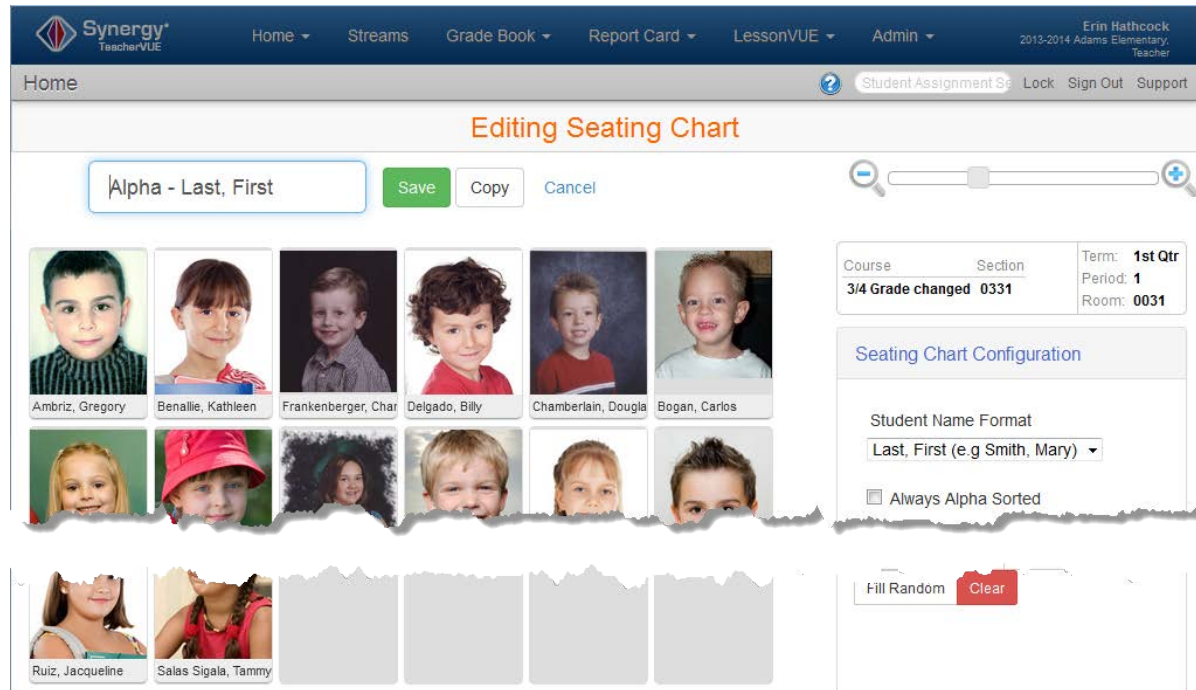 Synergy®
TeacherVUE
Home Streams Grade Book Report Card LessonVUE Admin
Erin Hathcock
2013-2014 Adams Elementary.
Teacher
Home
? Student Assignment Lock Sign Out Support
Editing Seating Chart
Alpha - Last, First Save Copy Cancel
Course Section
3/4 Grade changed 0331
Term: 1st Qtr
Period: 1
Room: 0031
Seating Chart Configuration
Ambriz, Gregory Benallie, Kathleen Frankenberger, Char Delgado, Billy Chamberlain, Dougla Bogan, Carlos
Student Name Format
Last, First (e.g Smith, Mary)
Always Alpha Sorted
Fill Random Clear
Ruiz, Jacqueline Salas Sigala, Tammy